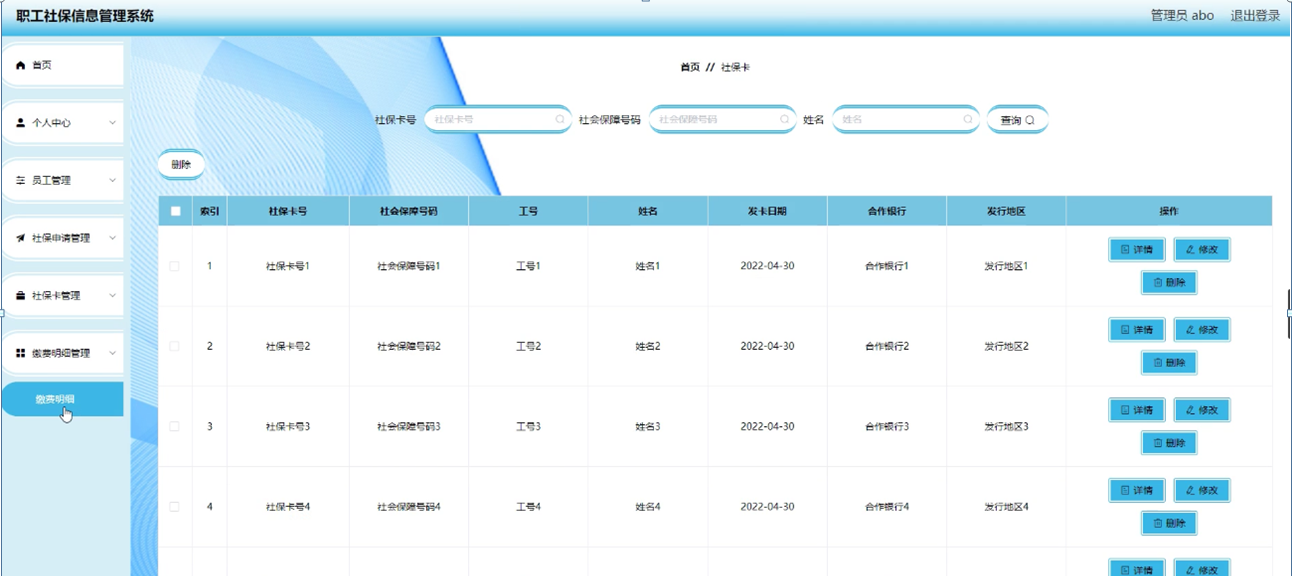 职工社保信息管理系统
管理员 abo 退出登录
首页
个人中心
员工管理
社保申请管理
社保卡管理
缴费明细管理
缴费明细
首页 // 社保卡
社保卡号 社保卡号 社会保障号码 社会保障号码 姓名 姓名 查询
删除
索引 社保卡号 社会保障号码 工号 姓名 发卡日期 合作银行 发行地区 操作
1 社保卡号1 社会保障号码1 工号1 姓名1 2022-04-30 合作银行1 发行地区1 详情 修改
删除
2 社保卡号2 社会保障号码2 工号2 姓名2 2022-04-30 合作银行2 发行地区2 详情 修改
删除
3 社保卡号3 社会保障号码3 工号3 姓名3 2022-04-30 合作银行3 发行地区3 详情 修改
删除
4 社保卡号4 社会保障号码4 工号4 姓名4 2022-04-30 合作银行4 发行地区4 详情 修改
删除
详情 修改